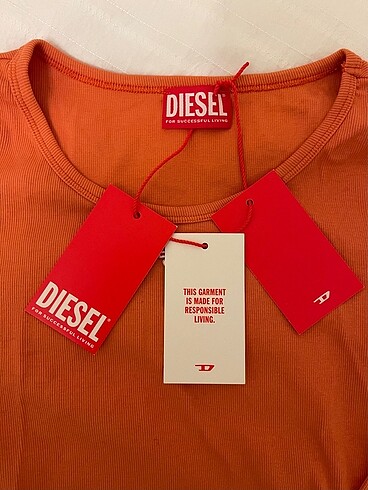 DIESEL
FOR SUCCESSFUL LIVING
DIESEL®
FOR SUCCESSFUL LIVING
THIS GARMENT
IS MADE FOR
RESPONSIBLE
LIVING.
D
D